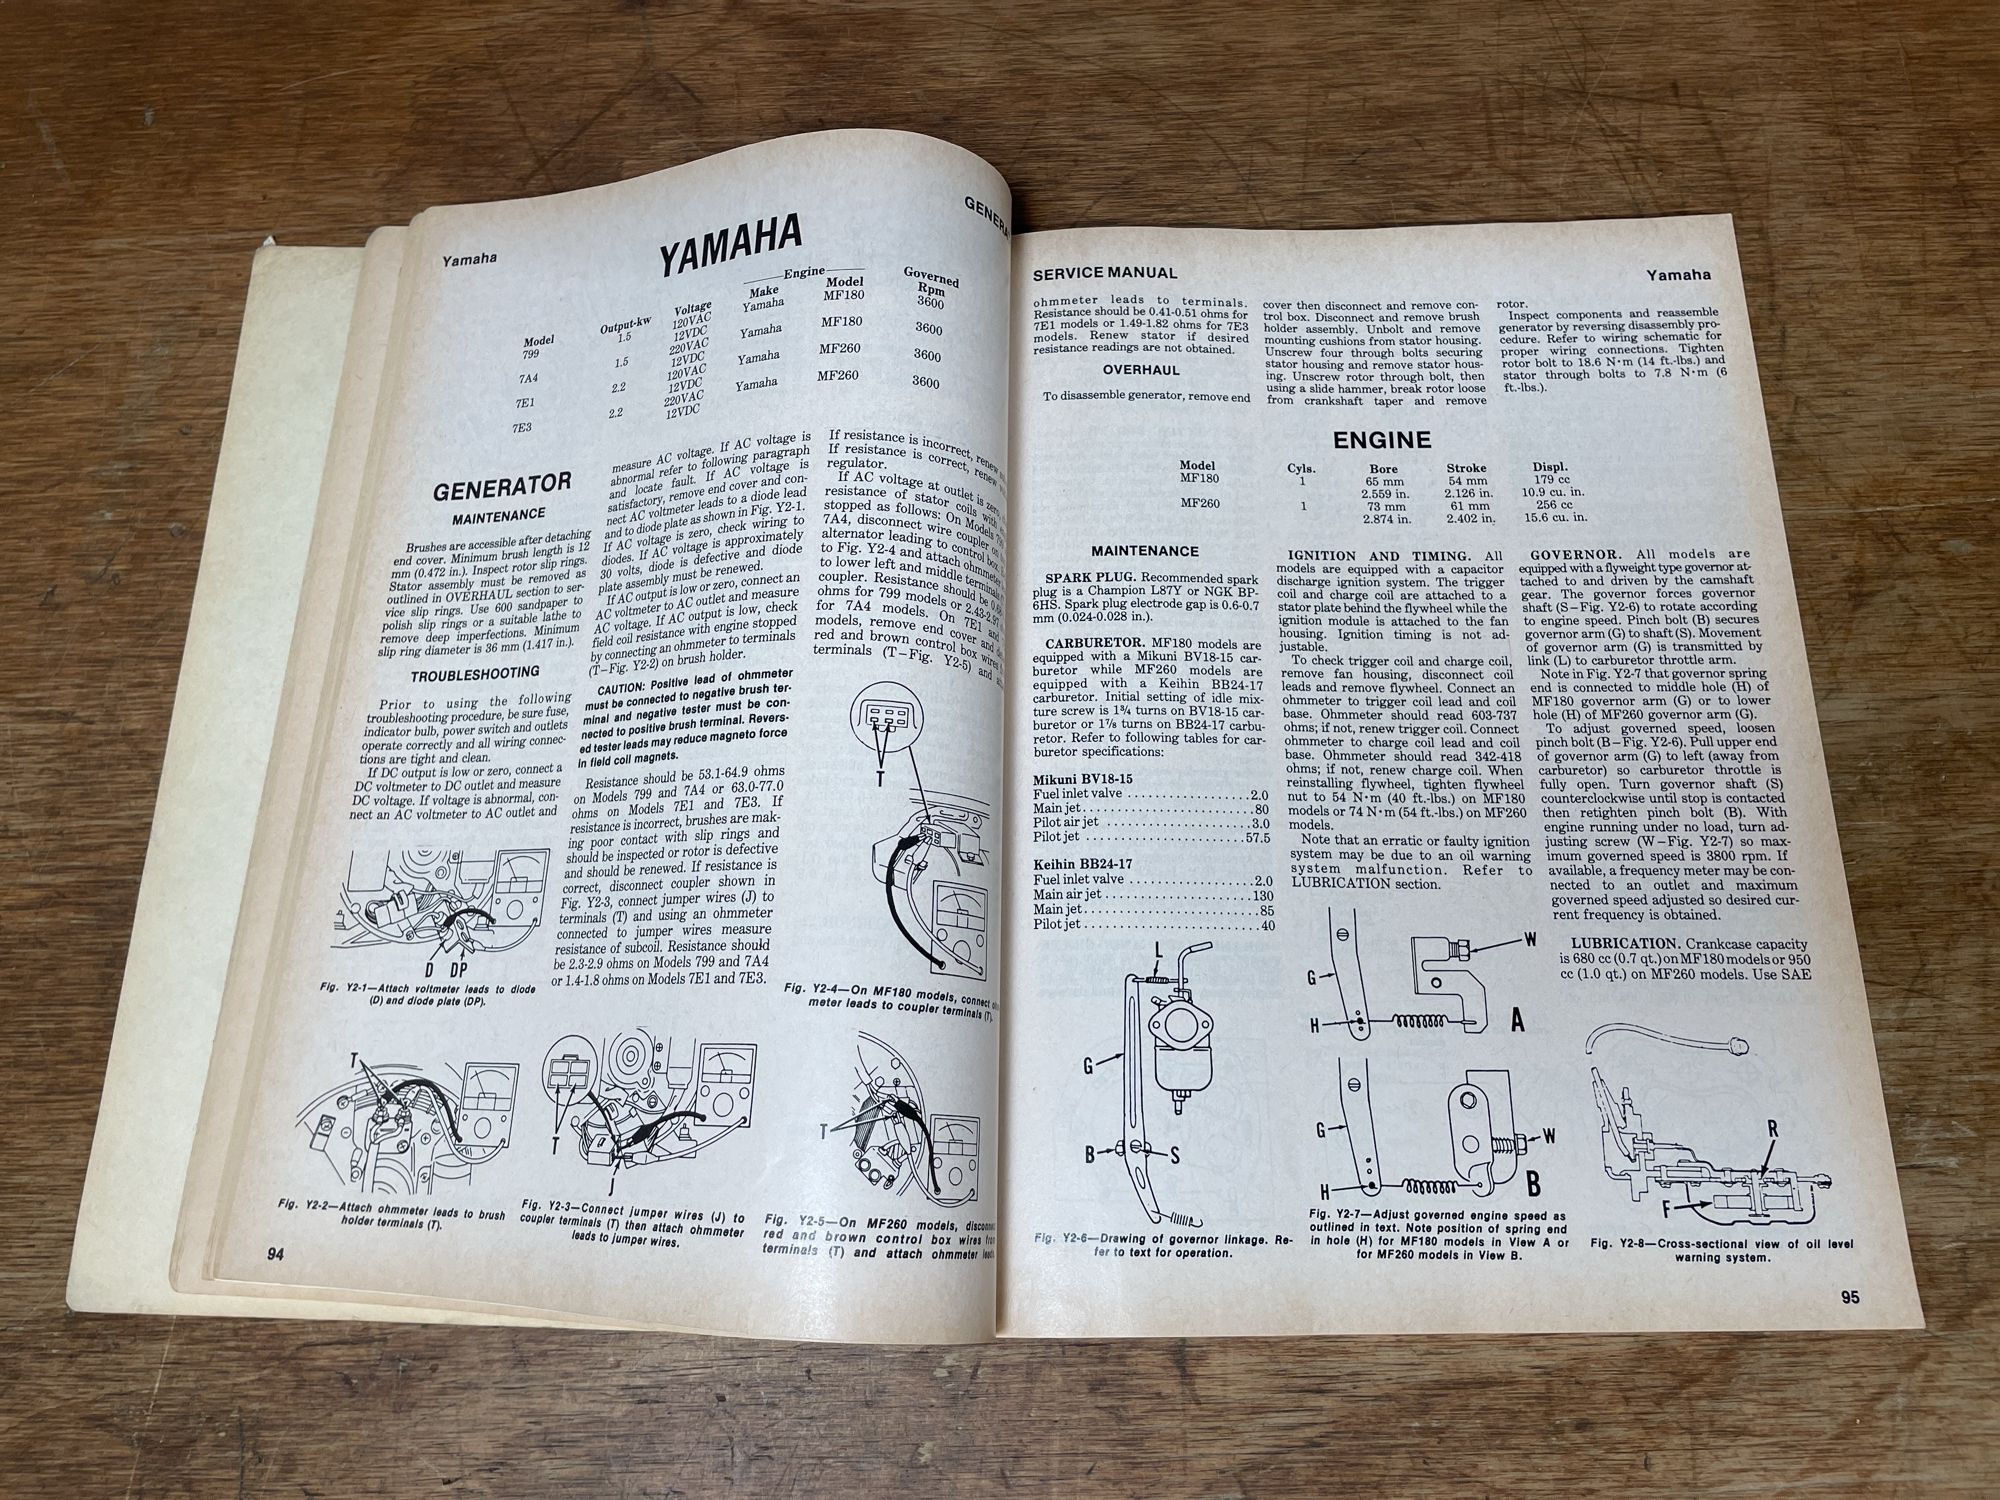 Yamaha
GENERA
YAMAHA
Engine
Governed
Model Output-kw Voltage Make Model Rpm
799 1.5 120VAC Yamaha MF180 3600
12VDC
7A4 1.5 220VAC Yamaha MF180 3600
12VDC
7E1 2.2 120VAC Yamaha MF260 3600
12VDC
7E3 2.2 220VAC Yamaha MF260 3600
12VDC
GENERATOR
MAINTENANCE
Brushes are accessible after detaching
end cover. Minimum brush length is 12
mm (0.472 in.). Inspect rotor slip rings.
Stator assembly must be removed as
outlined in OVERHAUL section to ser-
vice slip rings. Use 600 sandpaper to
polish slip rings or a suitable lathe to
remove deep imperfections. Minimum
slip ring diameter is 36 mm (1.417 in.).
TROUBLESHOOTING
Prior to using the following
troubleshooting procedure, be sure fuse,
indicator bulb, power switch and outlets
operate correctly and all wiring connec-
tions are tight and clean.
If DC output is low or zero, connect a
DC voltmeter to DC outlet and measure
DC voltage. If voltage is abnormal, con-
nect an AC voltmeter to AC outlet and
D DP
Fig. Y2-1—Attach voltmeter leads to diode
(D) and diode plate (DP).
T
Fig. Y2-2—Attach ohmmeter leads to brush
holder terminals (T).
94
measure AC voltage. If AC voltage is
abnormal refer to following paragraph
and locate fault. If AC voltage is
satisfactory, remove end cover and con-
nect AC voltmeter leads to a diode lead
and to diode plate as shown in Fig. Y2-1.
If AC voltage is zero, check wiring to
diodes. If AC voltage is approximately
30 volts, diode is defective and diode
plate assembly must be renewed.
If AC output is low or zero, connect an
AC voltmeter to AC outlet and measure
AC voltage. If AC output is low, check
field coil resistance with engine stopped
by connecting an ohmmeter to terminals
(T—Fig. Y2-2) on brush holder.
CAUTION: Positive lead of ohmmeter
must be connected to negative brush ter-
minal and negative tester must be con-
nected to positive brush terminal. Revers-
ed tester leads may reduce magneto force
in field coil magnets.
Resistance should be 53.1-64.9 ohms
on Models 799 and 7A4 or 63.0-77.0
ohms on Models 7E1 and 7E3. If
resistance is incorrect, brushes are mak-
ing poor contact with slip rings and
should be inspected or rotor is defective
and should be renewed. If resistance is
correct, disconnect coupler shown in
Fig. Y2-3, connect jumper wires (J) to
terminals (T) and using an ohmmeter
connected to jumper wires measure
resistance of subcoil. Resistance should
be 2.3-2.9 ohms on Models 799 and 7A4
or 1.4-1.8 ohms on Models 7E1 and 7E3.
T
J
Fig. Y2-3—Connect jumper wires (J) to
coupler terminals (T) then attach ohmmeter
leads to jumper wires.
If resistance is incorrect, renew
If resistance is correct, renew
regulator.
If AC voltage at outlet is zero,
resistance of stator coils with
stopped as follows: On Models
7A4, disconnect wire coupler on
alternator leading to control box.
to Fig. Y2-4 and attach ohmmeter
to lower left and middle terminals
coupler. Resistance should be
ohms for 799 models or 2.43-2.97
for 7A4 models. On 7E1 and
models, remove end cover and
red and brown control box wires
terminals (T—Fig. Y2-5) and
T
Fig. Y2-4—On MF180 models, connect
meter leads to coupler terminals (T).
T
Fig. Y2-5—On MF260 models,
red and brown control box wires
terminals (T) and attach ohmmeter
SERVICE MANUAL
Yamaha
ohmmeter leads to terminals.
Resistance should be 0.41-0.51 ohms for
7E1 models or 1.49-1.82 ohms for 7E3
models. Renew stator if desired
resistance readings are not obtained.
OVERHAUL
To disassemble generator, remove end
cover then disconnect and remove con-
trol box. Disconnect and remove brush
holder assembly. Unbolt and remove
mounting cushions from stator housing.
Unscrew four through bolts securing
stator housing and remove stator hous-
ing. Unscrew rotor through bolt, then
using a slide hammer, break rotor loose
from crankshaft taper and remove
rotor.
Inspect components and reassemble
generator by reversing disassembly pro-
cedure. Refer to wiring schematic for
proper wiring connections. Tighten
rotor bolt to 18.6 N·m (14 ft.-lbs.) and
stator through bolts to 7.8 N·m (6
ft.-lbs.).
ENGINE
Model Cyls. Bore Stroke Displ.
MF180 1 65 mm 54 mm 179 cc
2.559 in. 2.126 in. 10.9 cu. in.
MF260 1 73 mm 61 mm 256 cc
2.874 in. 2.402 in. 15.6 cu. in.
MAINTENANCE
SPARK PLUG. Recommended spark
plug is a Champion L87Y or NGK BP-
6HS. Spark plug electrode gap is 0.6-0.7
mm (0.024-0.028 in.).
CARBURETOR. MF180 models are
equipped with a Mikuni BV18-15 car-
buretor while MF260 models are
equipped with a Keihin BB24-17
carburetor. Initial setting of idle mix-
ture screw is 1¾ turns on BV18-15 car-
buretor or 1⅞ turns on BB24-17 carbu-
retor. Refer to following tables for car-
buretor specifications:
Mikuni BV18-15
Fuel inlet valve ................ 2.0
Main jet ........................ 80
Pilot air jet ................... 3.0
Pilot jet ....................... 57.5
Keihin BB24-17
Fuel inlet valve ................ 2.0
Main air jet .................... 130
Main jet ........................ 85
Pilot jet ....................... 40
L
G
B
S
Fig. Y2-6—Drawing of governor linkage. Re-
fer to text for operation.
IGNITION AND TIMING. All
models are equipped with a capacitor
discharge ignition system. The trigger
coil and charge coil are attached to a
stator plate behind the flywheel while the
ignition module is attached to the fan
housing. Ignition timing is not ad-
justable.
To check trigger coil and charge coil,
remove fan housing, disconnect coil
leads and remove flywheel. Connect an
ohmmeter to trigger coil lead and coil
base. Ohmmeter should read 603-737
ohms; if not, renew trigger coil. Connect
ohmmeter to charge coil lead and coil
base. Ohmmeter should read 342-418
ohms; if not, renew charge coil. When
reinstalling flywheel, tighten flywheel
nut to 54 N·m (40 ft.-lbs.) on MF180
models or 74 N·m (54 ft.-lbs.) on MF260
models.
Note that an erratic or faulty ignition
system may be due to an oil warning
system malfunction. Refer to
LUBRICATION section.
W
G
H
A
G
W
H
B
Fig. Y2-7—Adjust governed engine speed as
outlined in text. Note position of spring end
in hole (H) for MF180 models in View A or
for MF260 models in View B.
GOVERNOR. All models are
equipped with a flyweight type governor at-
tached to and driven by the camshaft
gear. The governor forces governor
shaft (S—Fig. Y2-6) to rotate according
to engine speed. Pinch bolt (B) secures
governor arm (G) to shaft (S). Movement
of governor arm (G) is transmitted by
link (L) to carburetor throttle arm.
Note in Fig. Y2-7 that governor spring
end is connected to middle hole (H) of
MF180 governor arm (G) or to lower
hole (H) of MF260 governor arm (G).
To adjust governed speed, loosen
pinch bolt (B—Fig. Y2-6). Pull upper end
of governor arm (G) to left (away from
carburetor) so carburetor throttle is
fully open. Turn governor shaft (S)
counterclockwise until stop is contacted
then retighten pinch bolt (B). With
engine running under no load, turn ad-
justing screw (W—Fig. Y2-7) so max-
imum governed speed is 3800 rpm. If
available, a frequency meter may be con-
nected to an outlet and maximum
governed speed adjusted so desired cur-
rent frequency is obtained.
LUBRICATION. Crankcase capacity
is 680 cc (0.7 qt.) on MF180 models or 950
cc (1.0 qt.) on MF260 models. Use SAE
R
F
Fig. Y2-8—Cross-sectional view of oil level
warning system.
95